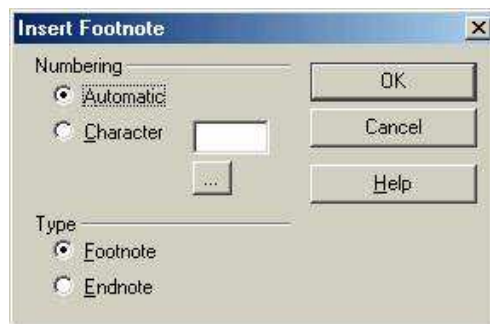 Insert Footnote
Numbering
Automatic
Character
...
Type
Footnote
Endnote
OK
Cancel
Help